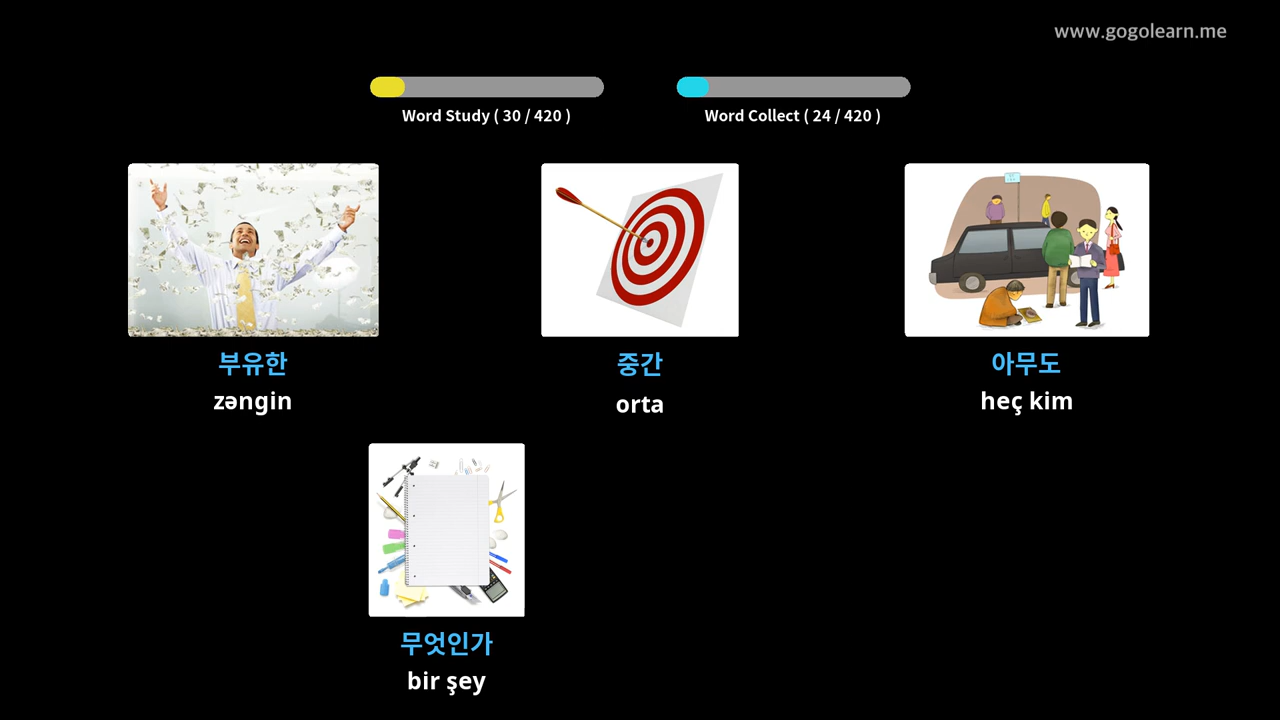 www.gogolearn.me
Word Study ( 30 / 420 )
Word Collect ( 24 / 420 )
부유한
zəngin
중간
orta
아무도
heç kim
무엇인가
bir şey